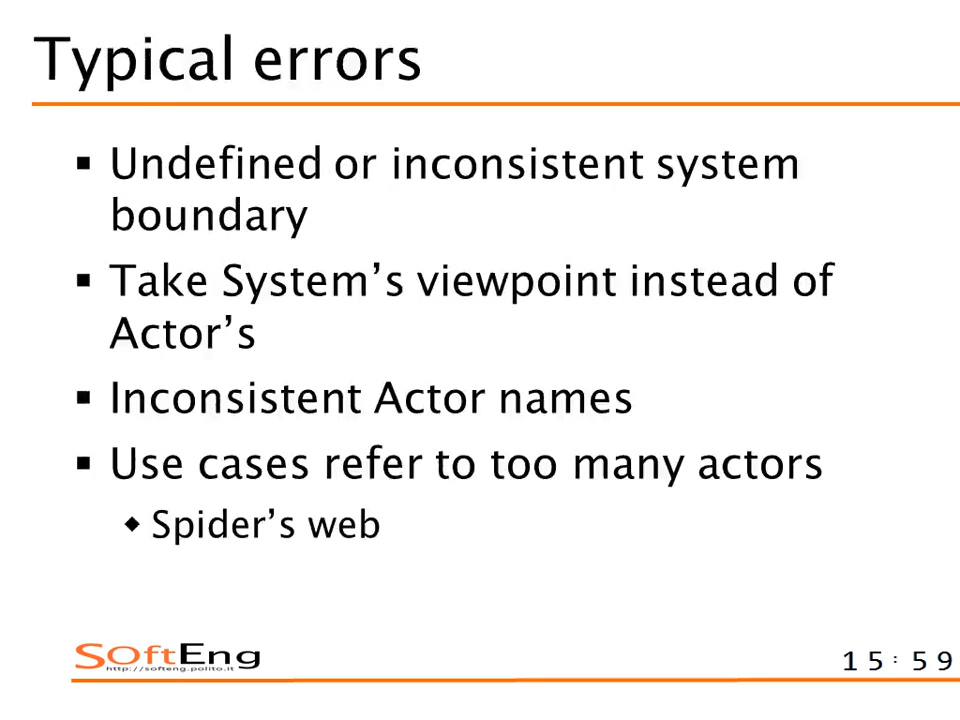 Typical errors
▪ Undefined or inconsistent system
boundary
▪ Take System’s viewpoint instead of
Actor’s
▪ Inconsistent Actor names
▪ Use cases refer to too many actors
◆ Spider’s web
SOftEng
http://softeng.polito.it
15:59